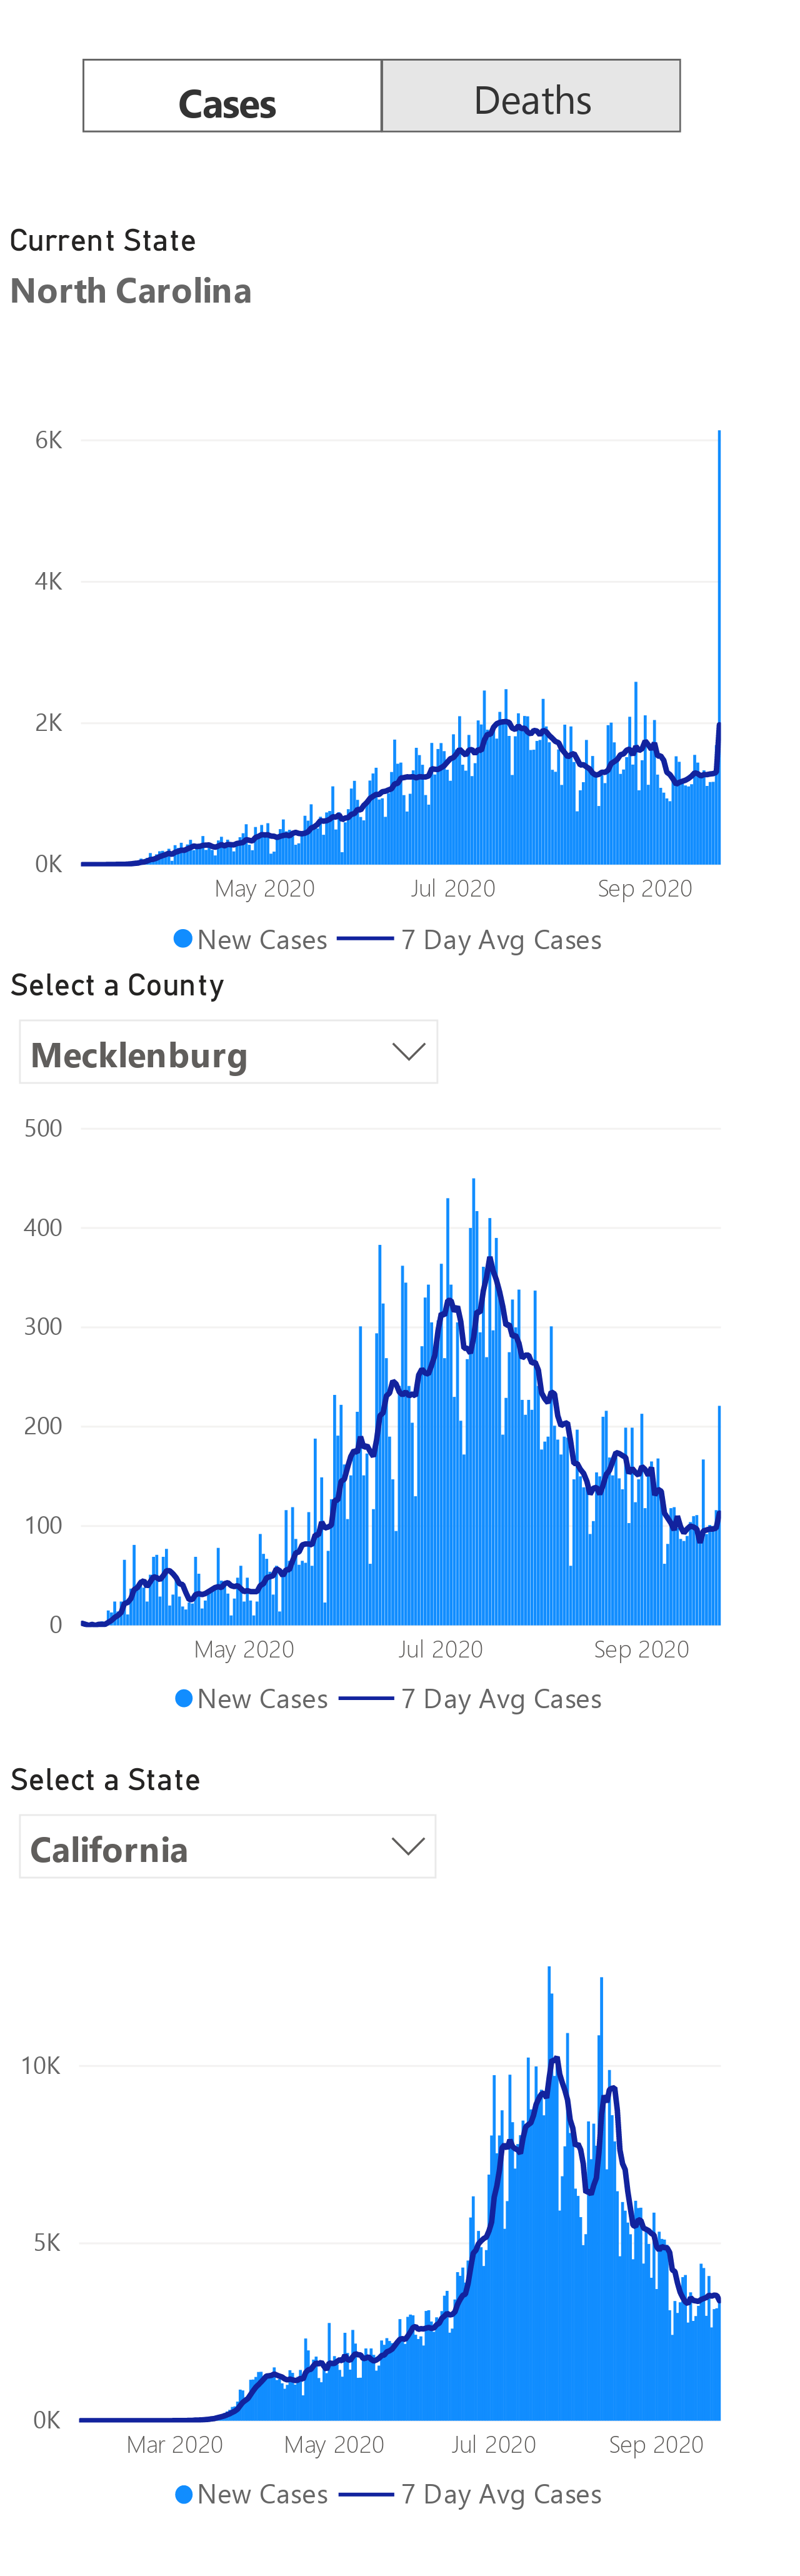 Cases Deaths
Current State
North Carolina
6K
4K
2K
0K
May 2020 Jul 2020 Sep 2020
New Cases 7 Day Avg Cases
Select a County
Mecklenburg
500
400
300
200
100
0
May 2020 Jul 2020 Sep 2020
New Cases 7 Day Avg Cases
Select a State
California
10K
5K
0K
Mar 2020 May 2020 Jul 2020 Sep 2020
New Cases 7 Day Avg Cases